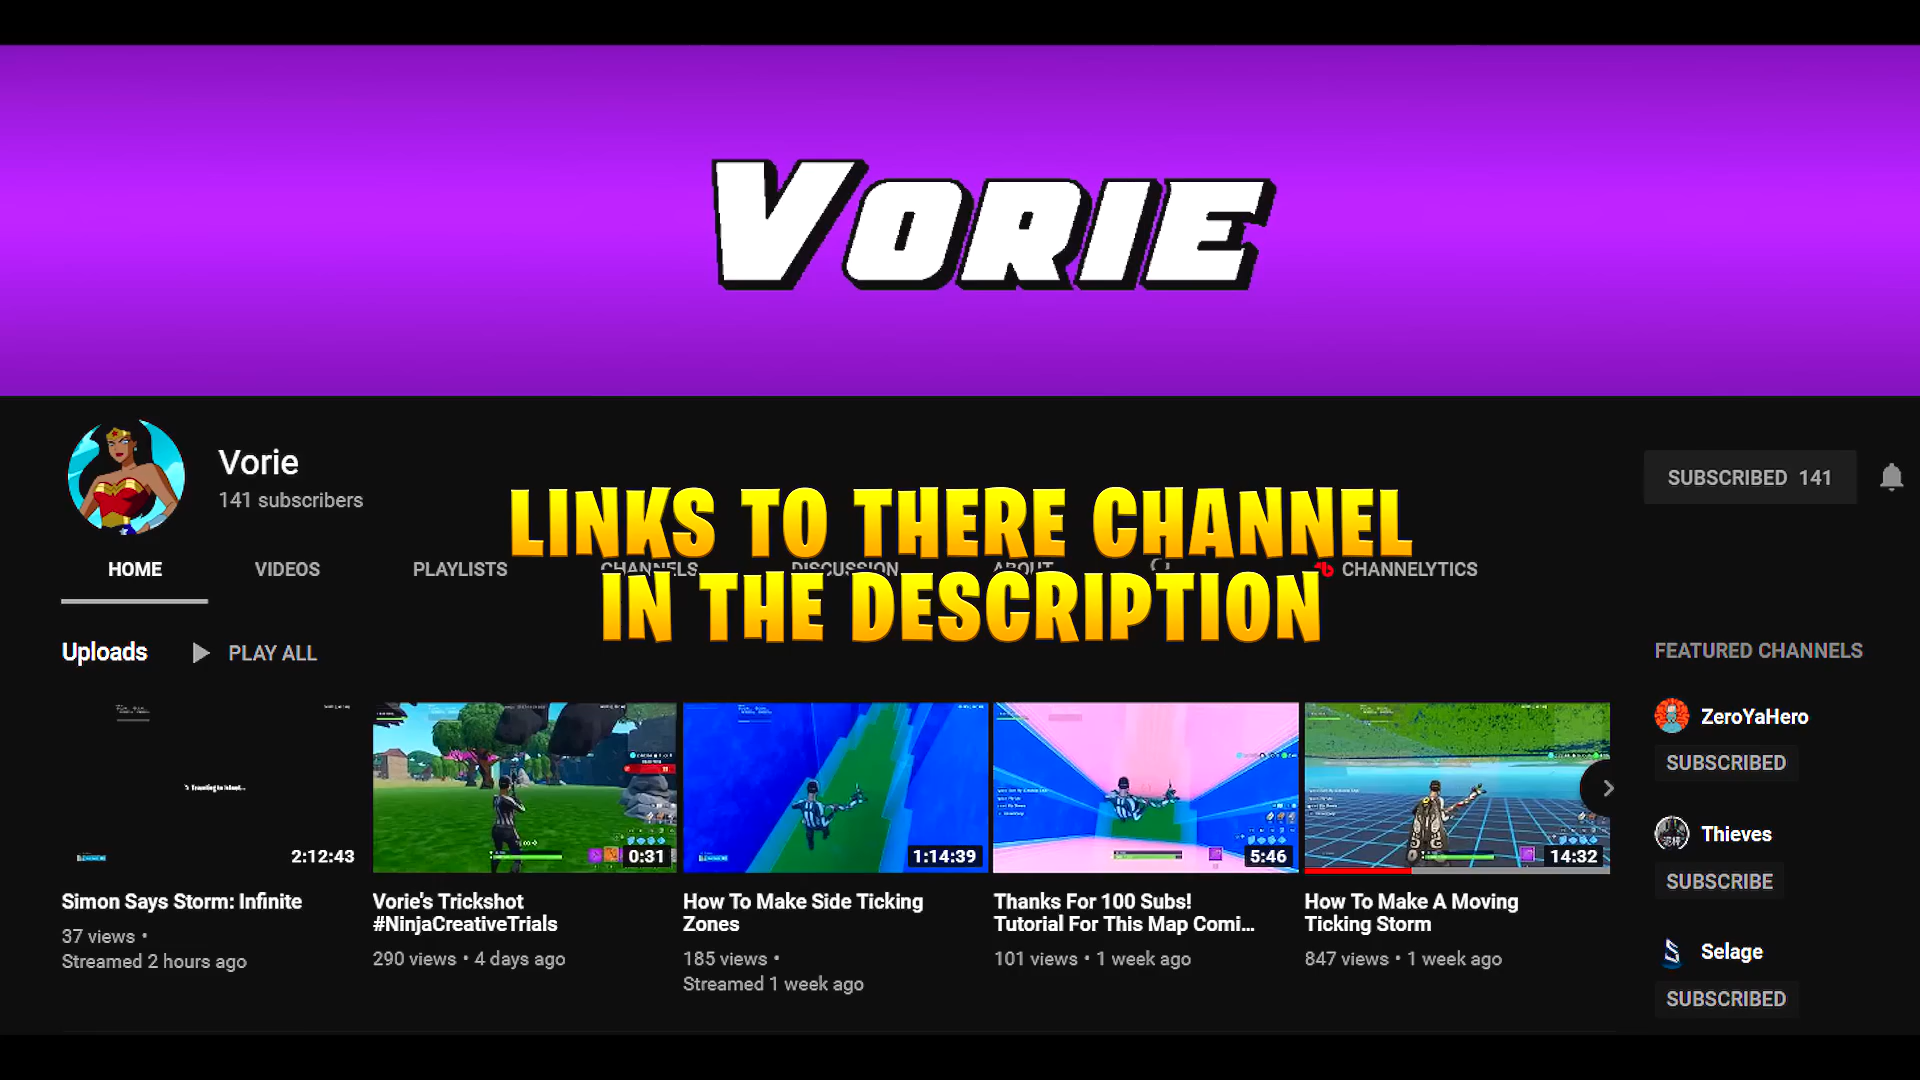 VORIE
Vorie
141 subscribers
SUBSCRIBED 141
LINKS TO THERE CHANNEL
IN THE DESCRIPTION
HOME VIDEOS PLAYLISTS CHANNELS DISCUSSION ABOUT CHANNELYTICS
Uploads PLAY ALL
2:12:43
0:31
1:14:39
5:46
14:32
Simon Says Storm: Infinite
37 views •
Streamed 2 hours ago
Vorie's Trickshot
#NinjaCreativeTrials
290 views • 4 days ago
How To Make Side Ticking
Zones
185 views •
Streamed 1 week ago
Thanks For 100 Subs!
Tutorial For This Map Comi...
101 views • 1 week ago
How To Make A Moving
Ticking Storm
847 views • 1 week ago
FEATURED CHANNELS
ZeroYaHero
SUBSCRIBED
Thieves
SUBSCRIBE
Selage
SUBSCRIBED